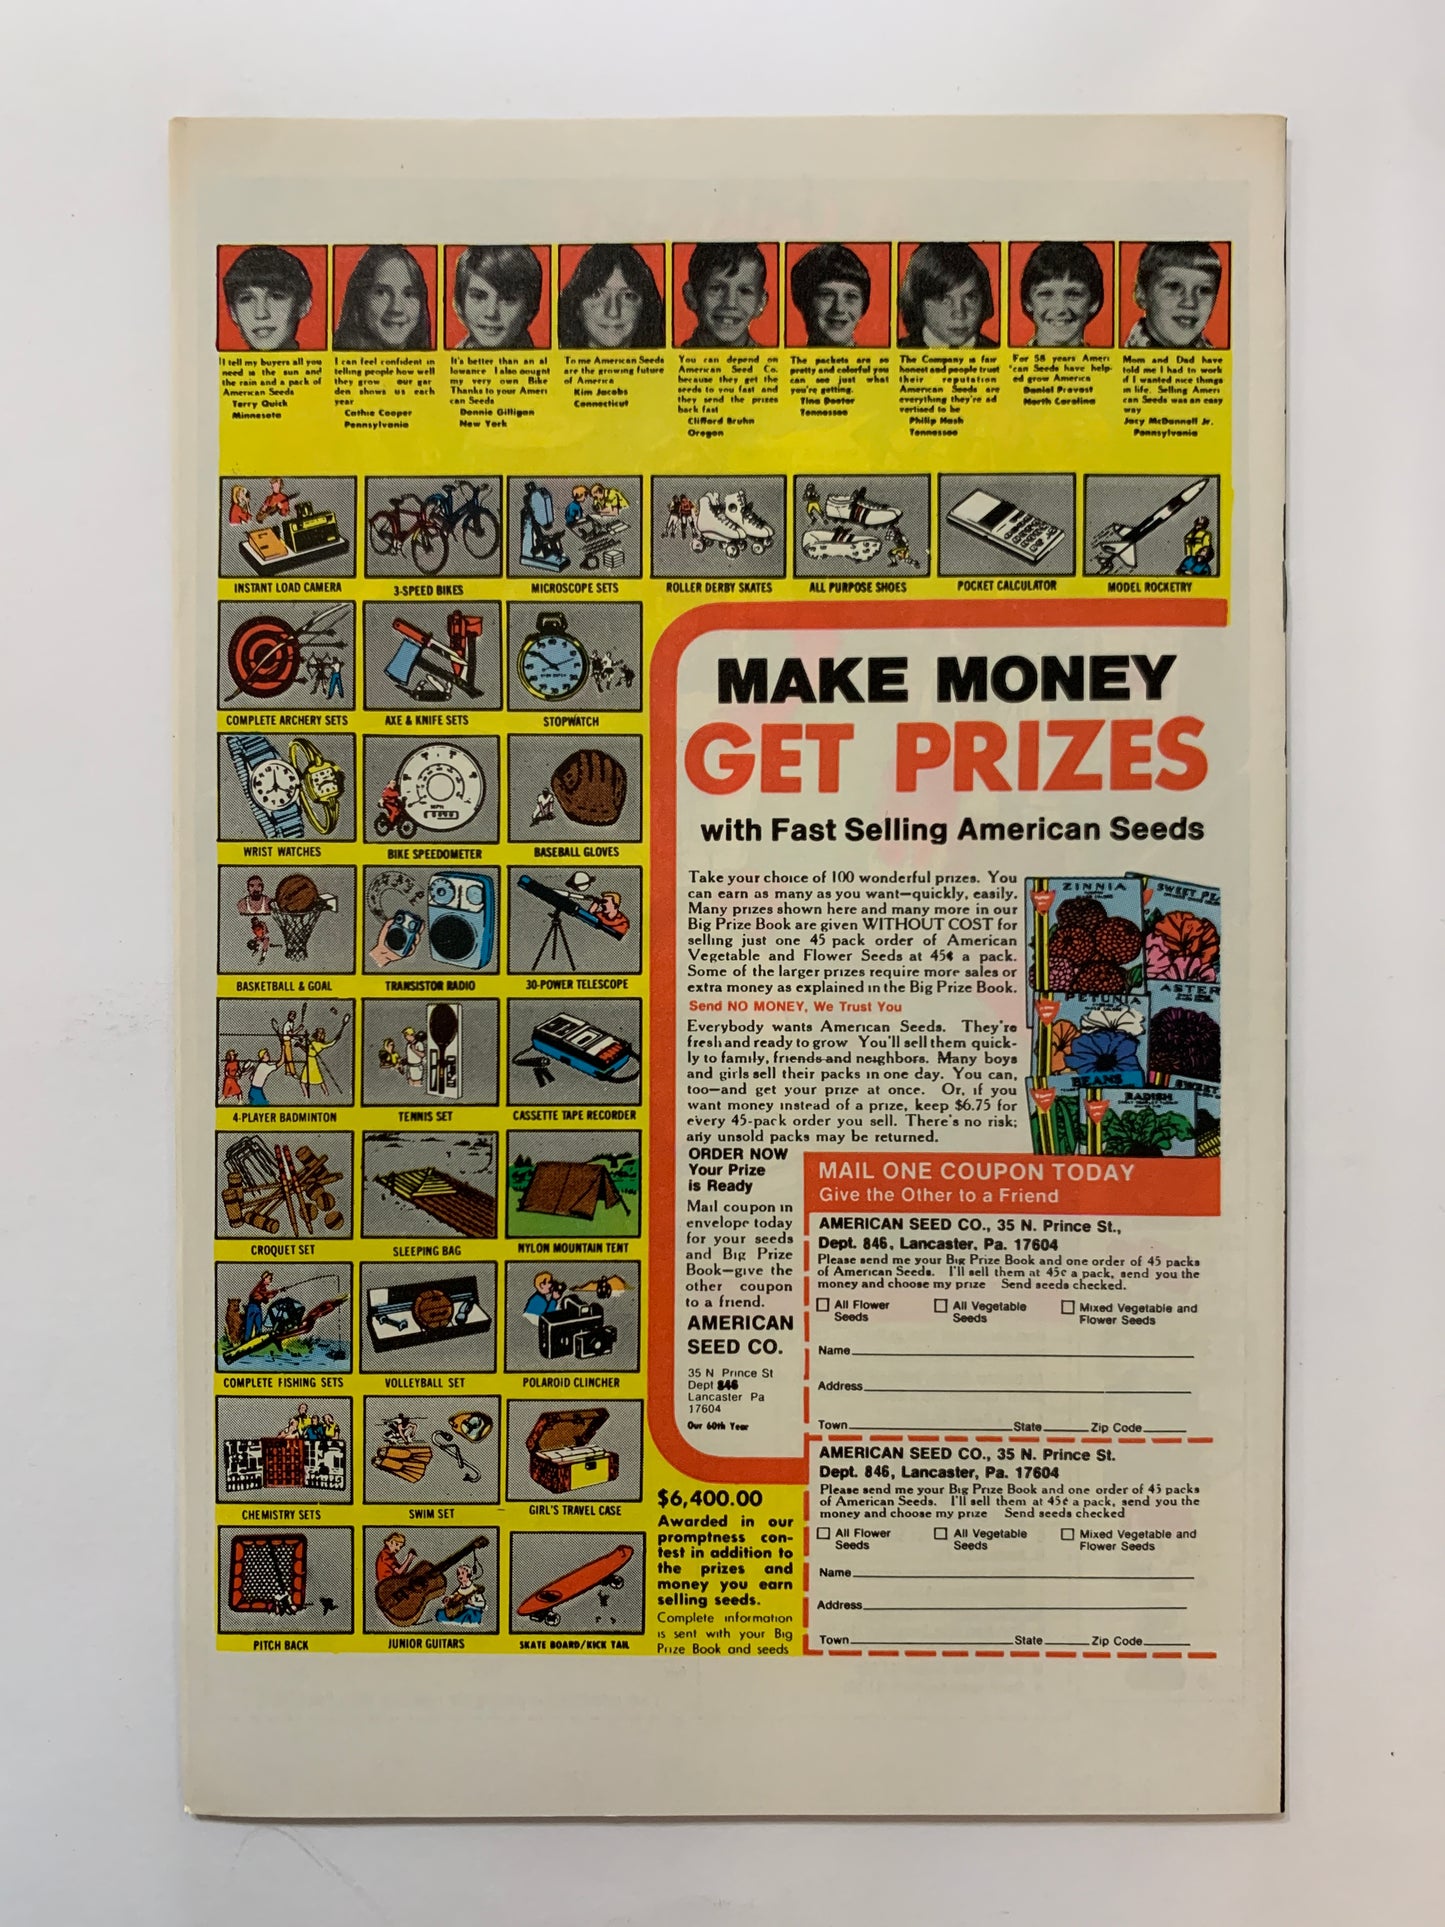 I tell my buyers all you
need is the sun and
the rain and a pack of
American Seeds
Terry Quick
Minnesota
I can feel confident in
telling people how well
they grow our gar
den shows us each
year
Cathie Cooper
Pennsylvania
It's better than an al
lowance I also bought
my very own Bike
Thanks to your Ameri
can Seeds
Donnie Gilligan
New York
To me American Seeds
are the growing future
of America
Kim Jacobs
Connecticut
You can depend on
American Seed Co.
because they get the
seeds to you fast and
they send the prizes
back fast
Clifford Bruhn
Oregon
The packets are so
pretty and colorful you
can see just what
you're getting.
Tina Doster
Tennessee
The Company is fair
honest and people trust
their reputation
American Seeds are
everything they're ad
vertised to be
Philip Mash
Tennessee
For 58 years Ameri
can Seeds have help-
ed grow America
Daniel Provost
North Carolina
Mom and Dad have
told me I had to work
if I wanted nice things
in life. Selling Ameri
can Seeds was an easy
way
Jacy McDannell Jr.
Pennsylvania
INSTANT LOAD CAMERA
3-SPEED BIKES
MICROSCOPE SETS
ROLLER DERBY SKATES
ALL PURPOSE SHOES
POCKET CALCULATOR
MODEL ROCKETRY
COMPLETE ARCHERY SETS
AXE & KNIFE SETS
STOPWATCH
WRIST WATCHES
MPH
BIKE SPEEDOMETER
BASEBALL GLOVES
BASKETBALL & GOAL
TRANSISTOR RADIO
30-POWER TELESCOPE
4-PLAYER BADMINTON
TENNIS SET
CASSETTE TAPE RECORDER
CROQUET SET
SLEEPING BAG
NYLON MOUNTAIN TENT
COMPLETE FISHING SETS
VOLLEYBALL SET
POLAROID CLINCHER
CHEMISTRY SETS
SWIM SET
GIRL'S TRAVEL CASE
PITCH BACK
JUNIOR GUITARS
SKATE BOARD/KICK TAIL
MAKE MONEY
GET PRIZES
with Fast Selling American Seeds
Take your choice of 100 wonderful prizes. You
can earn as many as you want—quickly, easily.
Many prizes shown here and many more in our
Big Prize Book are given WITHOUT COST for
selling just one 45 pack order of American
Vegetable and Flower Seeds at 45¢ a pack.
Some of the larger prizes require more sales or
extra money as explained in the Big Prize Book.
Send NO MONEY, We Trust You
Everybody wants American Seeds. They're
fresh and ready to grow You'll sell them quick-
ly to family, friends and neighbors. Many boys
and girls sell their packs in one day. You can,
too—and get your prize at once. Or, if you
want money instead of a prize, keep $6.75 for
every 45-pack order you sell. There's no risk;
any unsold packs may be returned.
ZINNIA
SWEET PE
PETUNIA
ASTER
BEANS
SWEET
RADISH
ORDER NOW
Your Prize
is Ready
Mail coupon in
envelope today
for your seeds
and Big Prize
Book—give the
other coupon
to a friend.
AMERICAN
SEED CO.
35 N Prince St
Dept 846
Lancaster Pa
17604
Our 60th Year
$6,400.00
Awarded in our
promptness con-
test in addition to
the prizes and
money you earn
selling seeds.
Complete information
is sent with your Big
Prize Book and seeds
MAIL ONE COUPON TODAY
Give the Other to a Friend
AMERICAN SEED CO., 35 N. Prince St.,
Dept. 846, Lancaster, Pa. 17604
Please send me your Big Prize Book and one order of 45 packs
of American Seeds. I'll sell them at 45¢ a pack, send you the
money and choose my prize Send seeds checked.
All Flower Seeds
All Vegetable Seeds
Mixed Vegetable and Flower Seeds
Name
Address
Town State Zip Code
AMERICAN SEED CO., 35 N. Prince St.
Dept. 846, Lancaster, Pa. 17604
Please send me your Big Prize Book and one order of 45 packs
of American Seeds. I'll sell them at 45¢ a pack, send you the
money and choose my prize Send seeds checked
All Flower Seeds
All Vegetable Seeds
Mixed Vegetable and Flower Seeds
Name
Address
Town State Zip Code